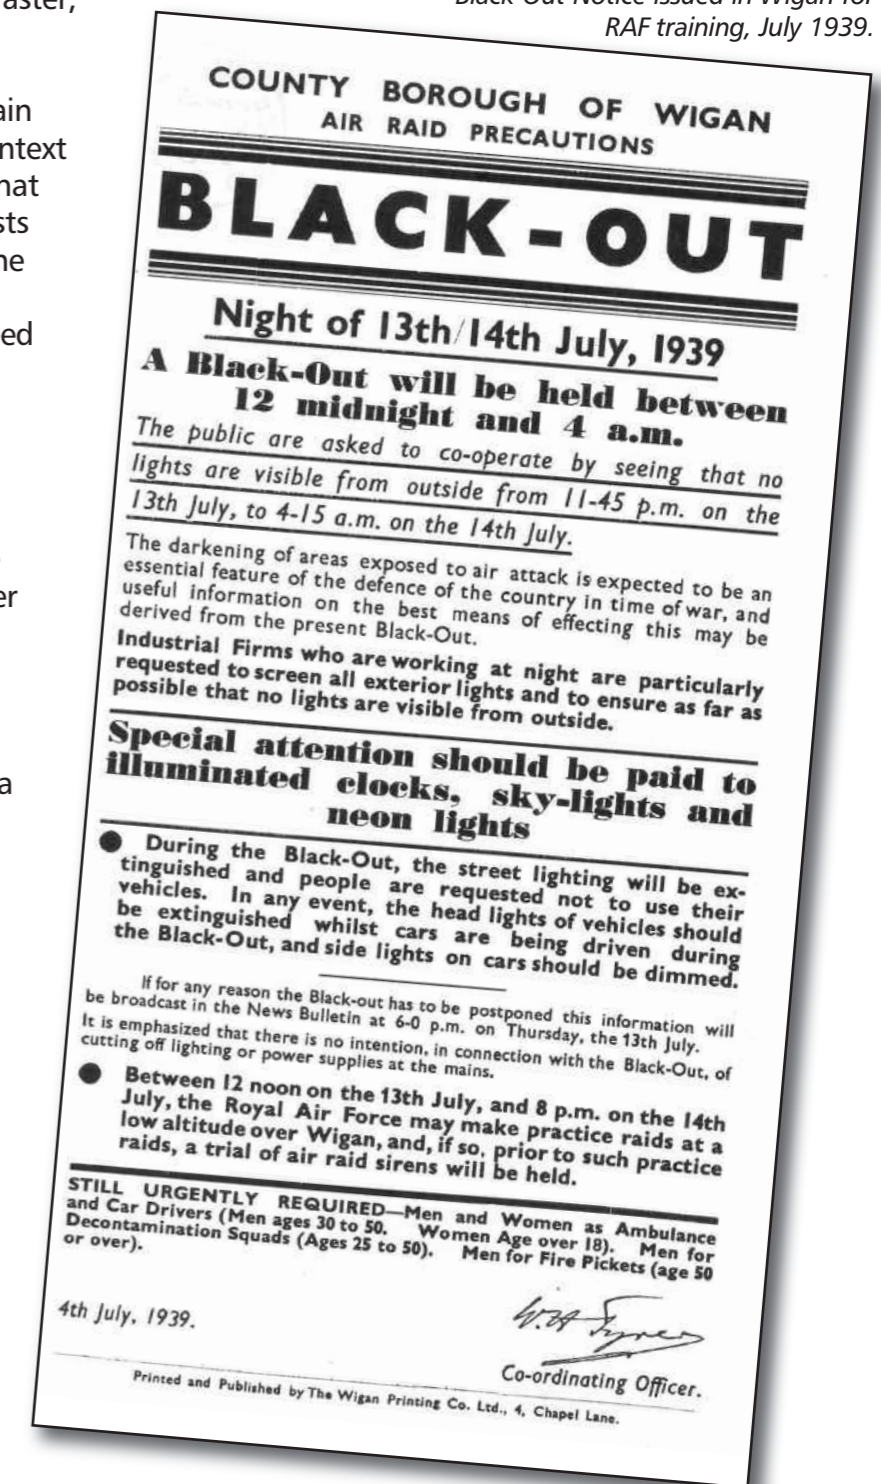 aster,
ain
ntext
hat
sts
ne
ed
er
a
Black-Out Notice issued in Wigan for
RAF training, July 1939.
COUNTY BOROUGH OF WIGAN
AIR RAID PRECAUTIONS
BLACK-OUT
Night of 13th/14th July, 1939
A Black-Out will be held between
12 midnight and 4 a.m.
The public are asked to co-operate by seeing that no
lights are visible from outside from 11-45 p.m. on the
13th July, to 4-15 a.m. on the 14th July.
The darkening of areas exposed to air attack is expected to be an
essential feature of the defence of the country in time of war, and
useful information on the best means of effecting this may be
derived from the present Black-Out.
Industrial Firms who are working at night are particularly
requested to screen all exterior lights and to ensure as far as
possible that no lights are visible from outside.
Special attention should be paid to
illuminated clocks, sky-lights and
neon lights
● During the Black-Out, the street lighting will be ex-
tinguished and people are requested not to use their
vehicles. In any event, the head lights of vehicles should
be extinguished whilst cars are being driven during
the Black-Out, and side lights on cars should be dimmed.
If for any reason the Black-out has to be postponed this information will
be broadcast in the News Bulletin at 6-0 p.m. on Thursday, the 13th July.
It is emphasized that there is no intention, in connection with the Black-Out, of
cutting off lighting or power supplies at the mains.
● Between 12 noon on the 13th July, and 8 p.m. on the 14th
July, the Royal Air Force may make practice raids at a
low altitude over Wigan, and, if so, prior to such practice
raids, a trial of air raid sirens will be held.
STILL URGENTLY REQUIRED—Men and Women as Ambulance
and Car Drivers (Men ages 30 to 50. Women Age over 18). Men for
Decontamination Squads (Ages 25 to 50). Men for Fire Pickets (age 50
or over).
4th July, 1939.
Co-ordinating Officer.
Printed and Published by The Wigan Printing Co. Ltd., 4, Chapel Lane.